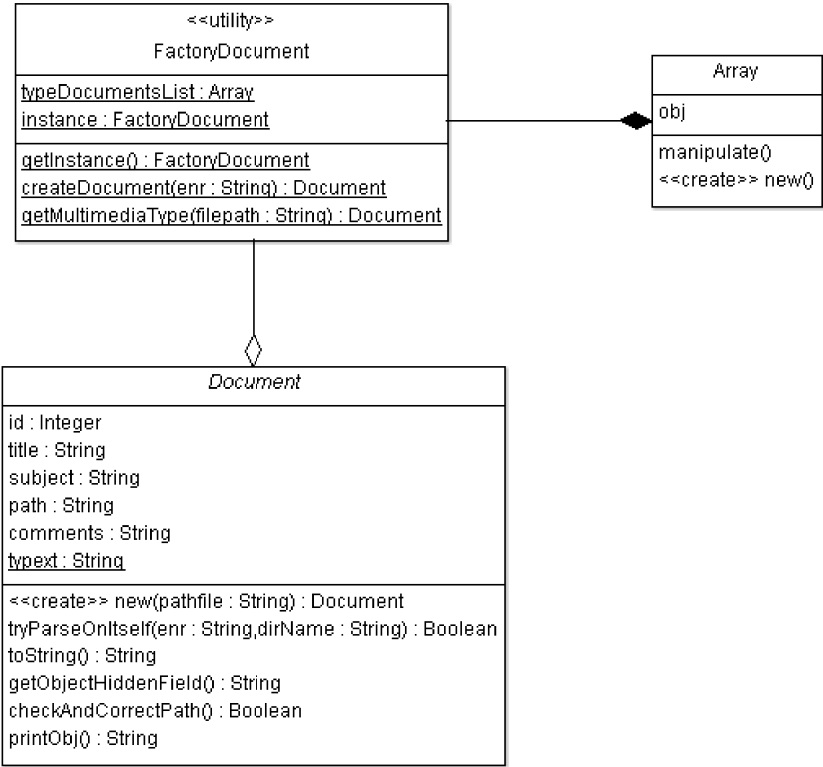 <<utility>>
FactoryDocument
typeDocumentsList : Array
instance : FactoryDocument
getInstance() : FactoryDocument
createDocument(enr : String) : Document
getMultimediaType(filepath : String) : Document
Array
obj
manipulate()
<<create>> new()
Document
id : Integer
title : String
subject : String
path : String
comments : String
typext : String
<<create>> new(pathfile : String) : Document
tryParseOnItself(enr : String,dirName : String) : Boolean
toString() : String
getObjectHiddenField() : String
checkAndCorrectPath() : Boolean
printObj() : String